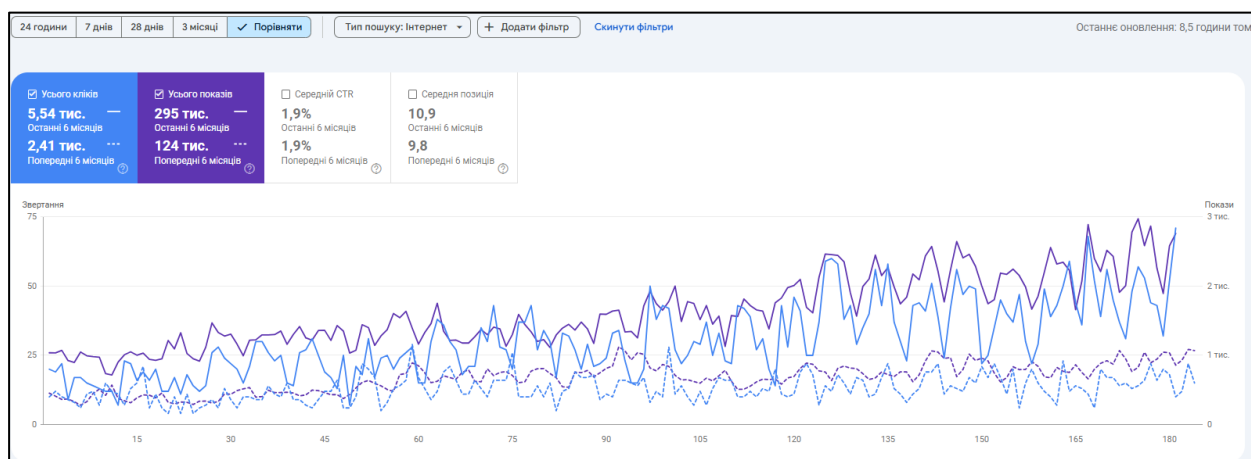 24 години 7 днів 28 днів 3 місяці Порівняти Тип пошуку: Інтернет Додати фільтр Скинути фільтри Останнє оновлення: 8,5 години том
Усього кліків Усього показів Середній CTR Середня позиція
5,54 тис. 295 тис. 1,9% 10,9
Останні 6 місяців Останні 6 місяців Останні 6 місяців Останні 6 місяців
2,41 тис. 124 тис. 1,9% 9,8
Попередні 6 місяців Попередні 6 місяців Попередні 6 місяців Попередні 6 місяців
Звертання Покази
75 3 тис.
50 2 тис.
25 1 тис.
0 0
15 30 45 60 75 90 105 120 135 150 165 180